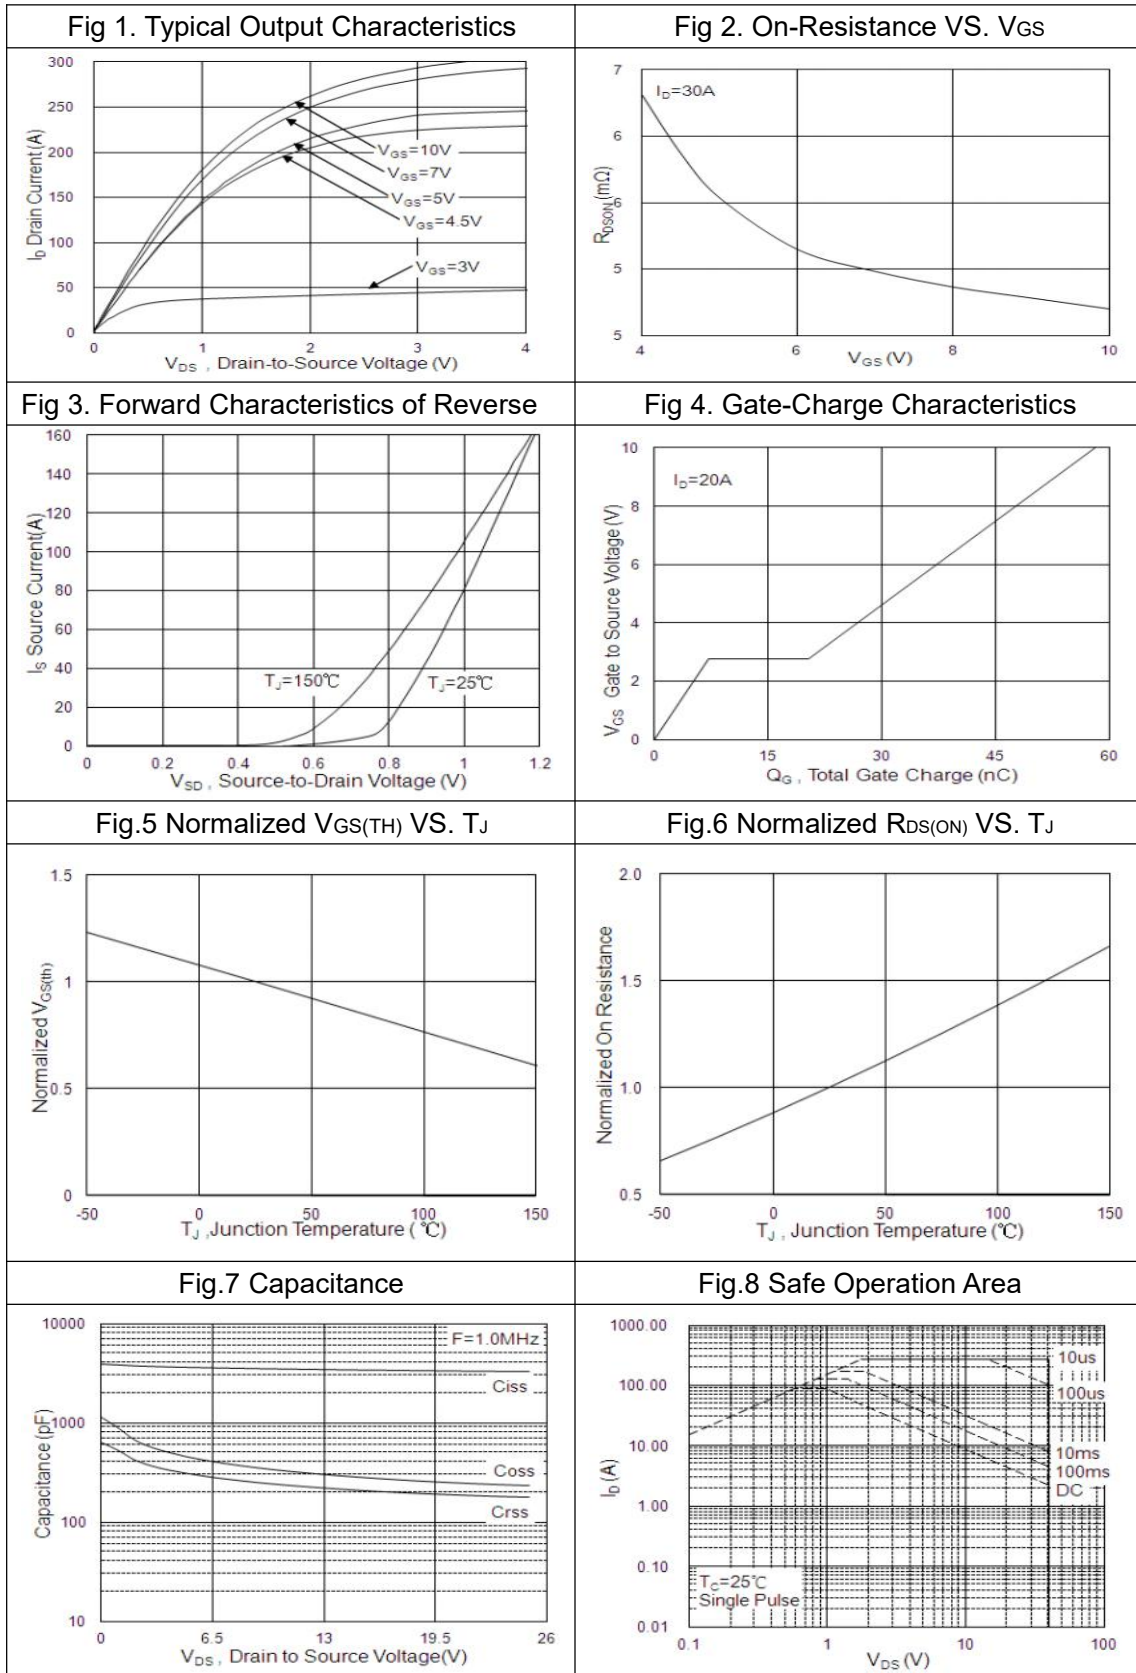 Fig 1. Typical Output Characteristics
Fig 2. On-Resistance VS. VGS
300
250
200
150
100
50
0
ID Drain Current (A)
VGS=10V
VGS=7V
VGS=5V
VGS=4.5V
VGS=3V
0 1 2 3 4
VDS , Drain-to-Source Voltage (V)
7
6
6
5
5
RDSON (mΩ)
ID=30A
4 6 8 10
VGS (V)
Fig 3. Forward Characteristics of Reverse
Fig 4. Gate-Charge Characteristics
160
140
120
100
80
60
40
20
0
IS Source Current(A)
TJ=150℃
TJ=25℃
0 0.2 0.4 0.6 0.8 1 1.2
VSD , Source-to-Drain Voltage (V)
10
8
6
4
2
0
VGS Gate to Source Voltage (V)
ID=20A
0 15 30 45 60
QG , Total Gate Charge (nC)
Fig.5 Normalized VGS(TH) VS. TJ
Fig.6 Normalized RDS(ON) VS. TJ
1.5
1
0.5
0
Normalized VGS(th)
-50 0 50 100 150
TJ ,Junction Temperature ( ℃)
2.0
1.5
1.0
0.5
Normalized On Resistance
-50 0 50 100 150
TJ , Junction Temperature (℃)
Fig.7 Capacitance
Fig.8 Safe Operation Area
10000
1000
100
10
Capacitance (pF)
F=1.0MHz
Ciss
Coss
Crss
0 6.5 13 19.5 26
VDS , Drain to Source Voltage(V)
1000.00
100.00
10.00
1.00
0.10
0.01
ID (A)
10us
100us
10ms
100ms
DC
TC=25℃
Single Pulse
0.1 1 10 100
VDS (V)